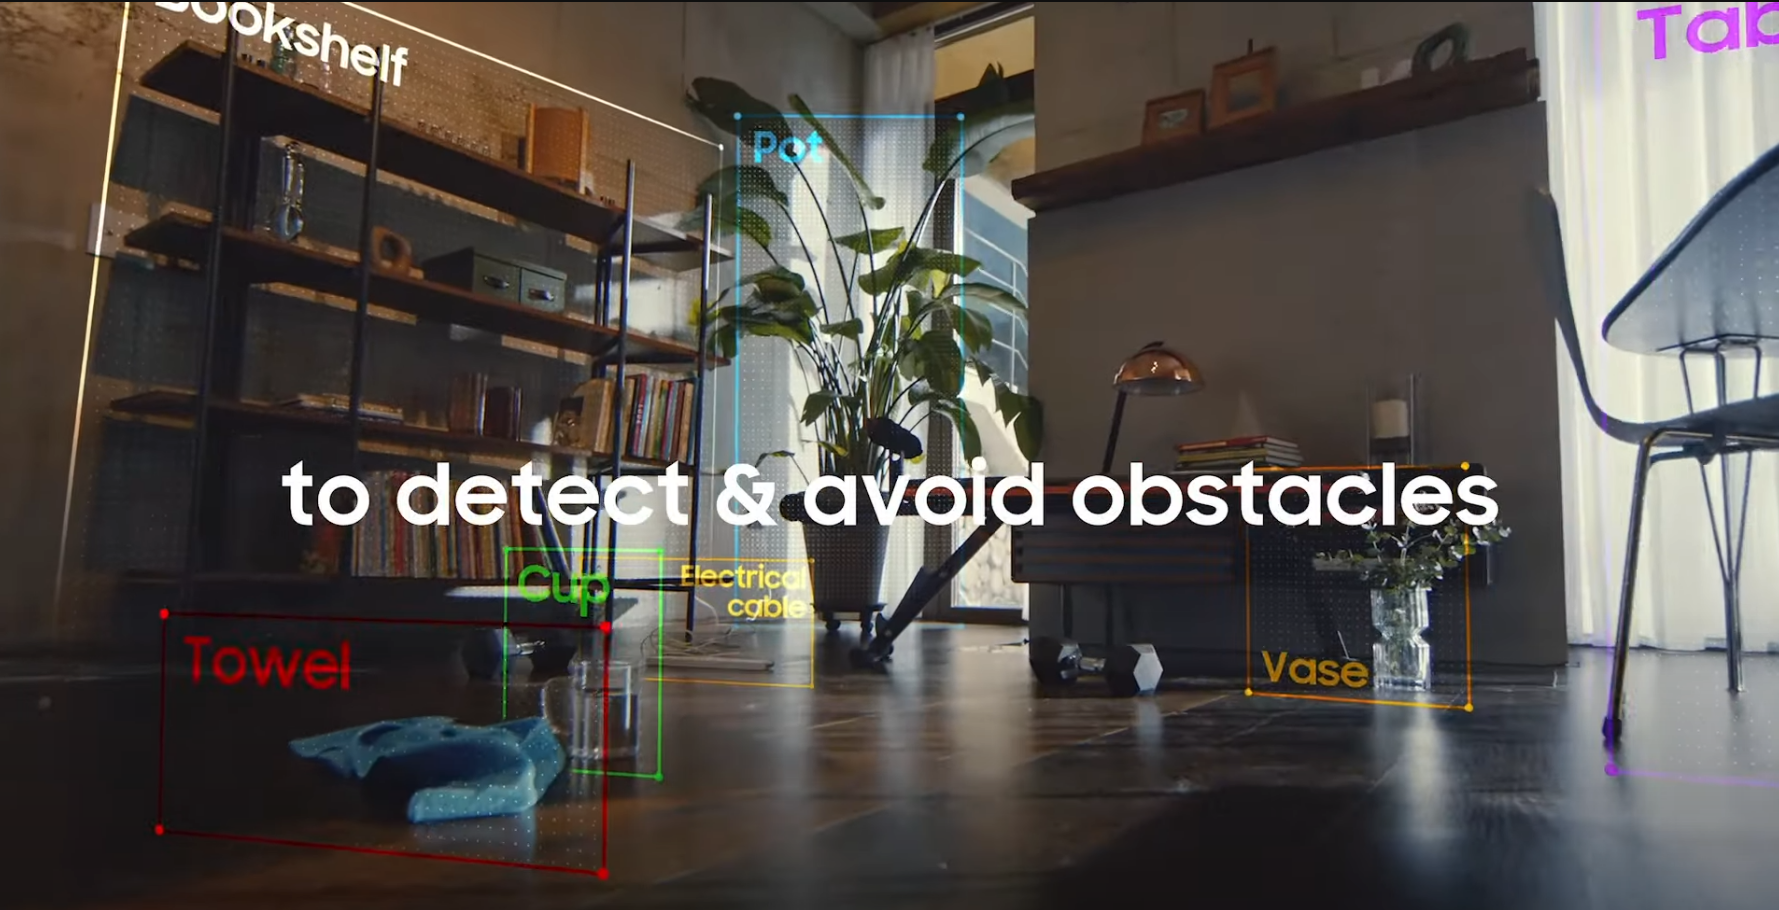 ookshelf
Tab
Pot
to detect & avoid obstacles
Cup
Electrical
cable
Towel
Vase